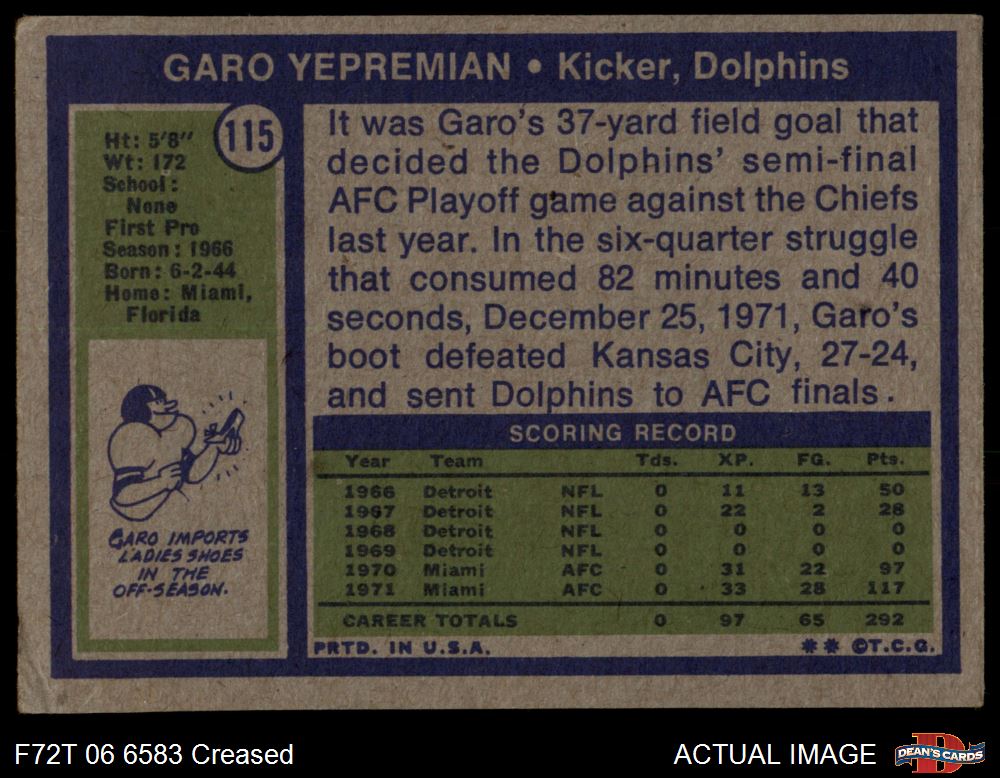 GARO YEPREMIAN • Kicker, Dolphins
115
Ht: 5'8"
Wt: 172
School:
None
First Pro
Season: 1966
Born: 6-2-44
Home: Miami,
Florida
GARO IMPORTS
LADIES SHOES
IN THE
OFF-SEASON.
It was Garo's 37-yard field goal that
decided the Dolphins' semi-final
AFC Playoff game against the Chiefs
last year. In the six-quarter struggle
that consumed 82 minutes and 40
seconds, December 25, 1971, Garo's
boot defeated Kansas City, 27-24,
and sent Dolphins to AFC finals.
SCORING RECORD
Year Team Tds. XP. FG. Pts.
1966 Detroit NFL 0 11 13 50
1967 Detroit NFL 0 22 2 28
1968 Detroit NFL 0 0 0 0
1969 Detroit NFL 0 0 0 0
1970 Miami AFC 0 31 22 97
1971 Miami AFC 0 33 28 117
CAREER TOTALS 0 97 65 292
PRTD. IN U.S.A. ** ©T.C.G.
F72T 06 6583 Creased
ACTUAL IMAGE
DEAN'S CARDS